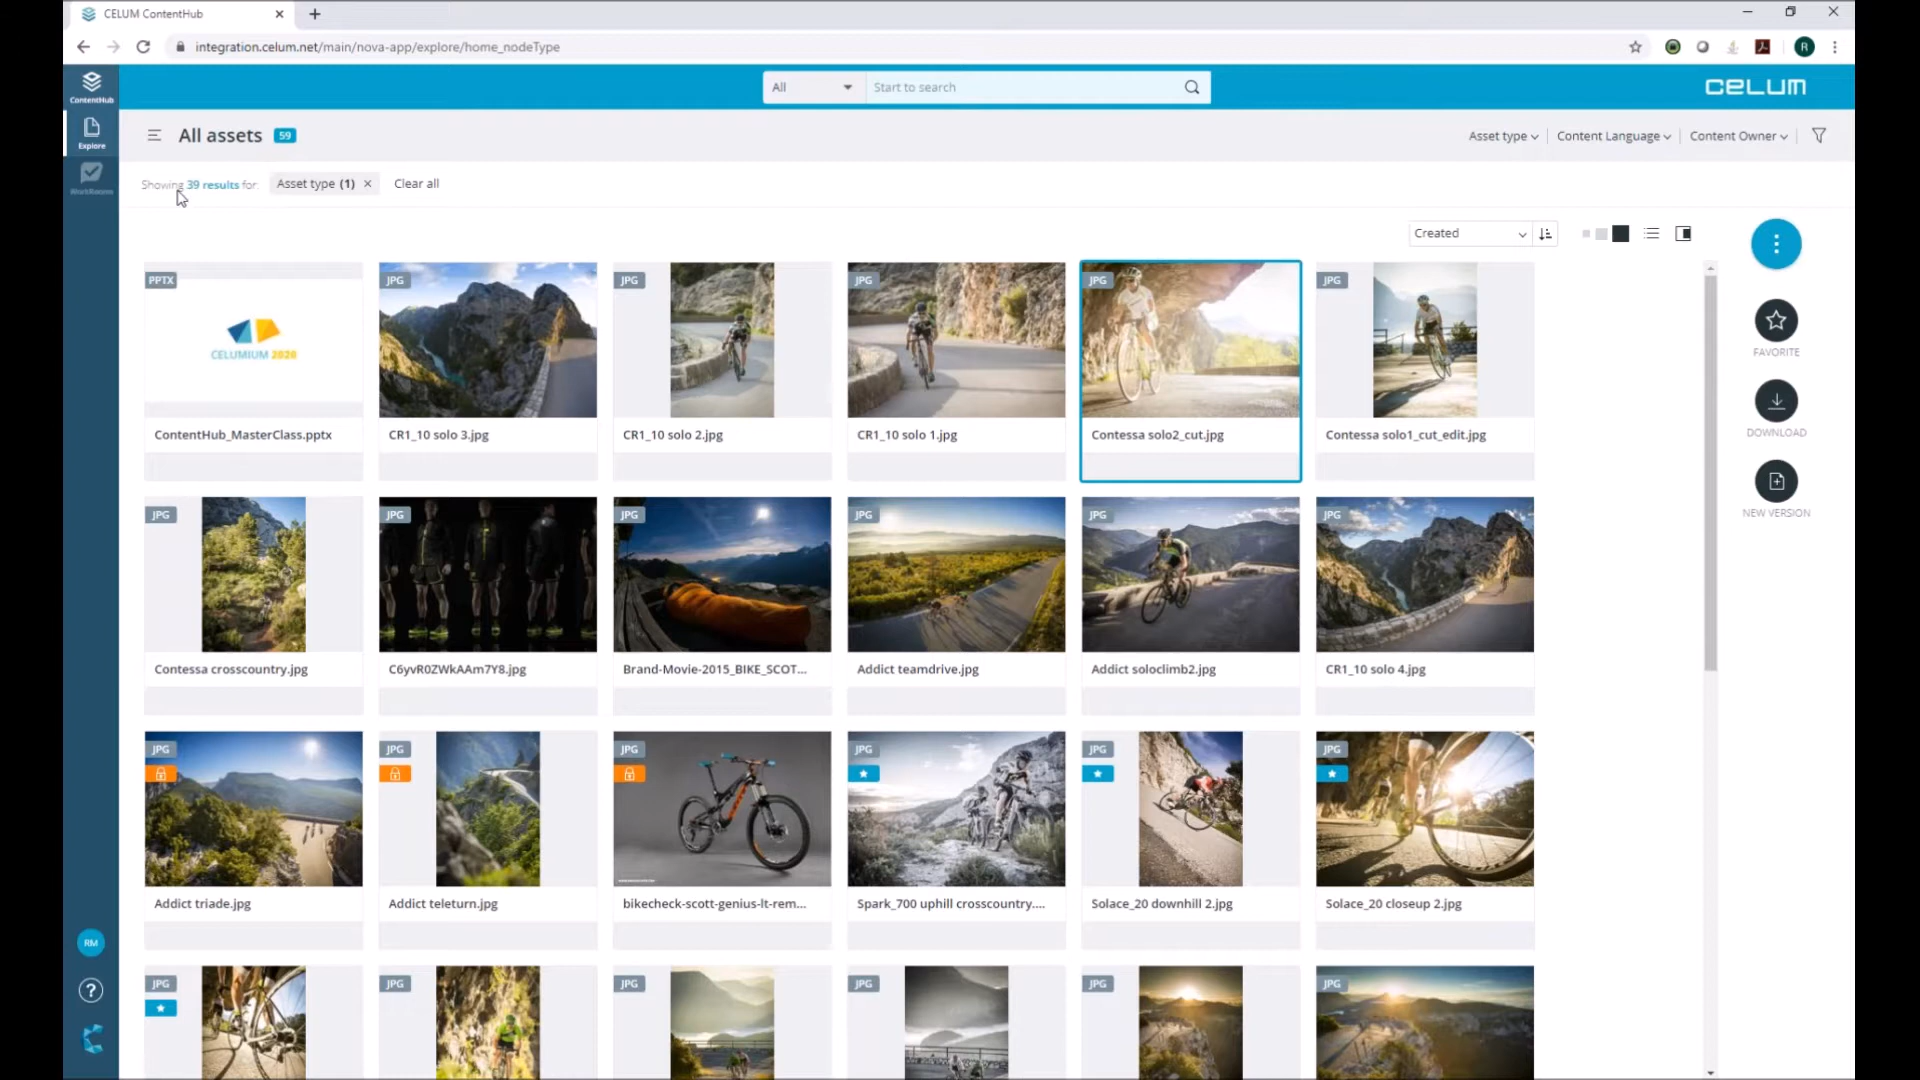 CELUM ContentHub
integration.celum.net/main/nova-app/explore/home_nodeType
R
ContentHub
All
Start to search
CELUM
Explore
All assets 59
Asset type
Content Language
Content Owner
WorkRooms
Showing 39 results for:
Asset type (1)
Clear all
Created
PPTX
CELUMIUM 2020
ContentHub_MasterClass.pptx
JPG
CR1_10 solo 3.jpg
JPG
CR1_10 solo 2.jpg
JPG
CR1_10 solo 1.jpg
JPG
Contessa solo2_cut.jpg
JPG
Contessa solo1_cut_edit.jpg
FAVORITE
DOWNLOAD
NEW VERSION
JPG
Contessa crosscountry.jpg
JPG
C6yvR0ZWkAAm7Y8.jpg
JPG
Brand-Movie-2015_BIKE_SCOT...
JPG
Addict teamdrive.jpg
JPG
Addict soloclimb2.jpg
JPG
CR1_10 solo 4.jpg
JPG
Addict triade.jpg
JPG
Addict teleturn.jpg
JPG
bikecheck-scott-genius-lt-rem...
JPG
Spark_700 uphill crosscountry....
JPG
Solace_20 downhill 2.jpg
JPG
Solace_20 closeup 2.jpg
RM
?
JPG
JPG
JPG
JPG
JPG
JPG